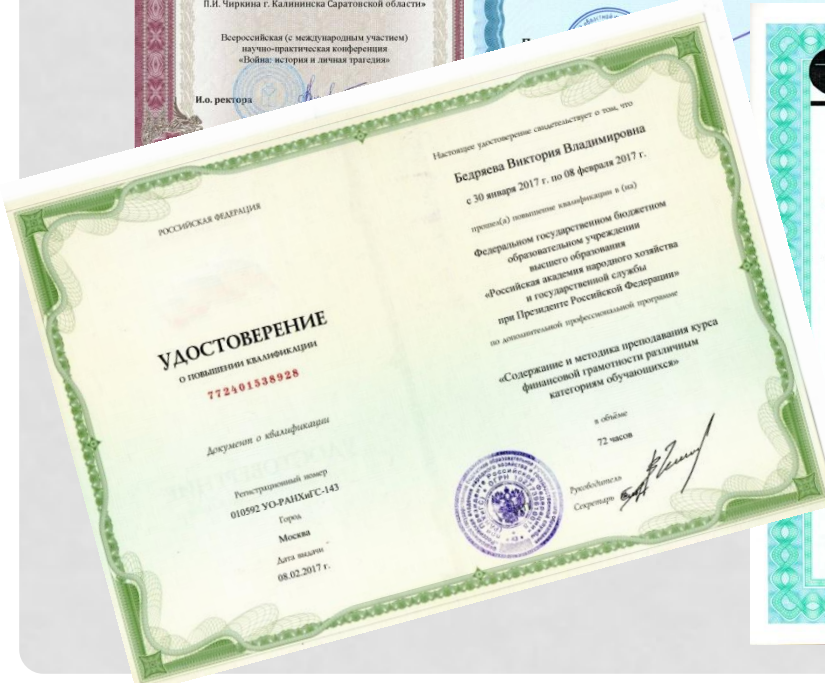 П.И. Чиркина г. Калининска Саратовской области»
Всероссийская (с международным участием)
научно-практическая конференция
«Война: история и личная трагедия»
И.о. ректора
РОССИЙСКАЯ ФЕДЕРАЦИЯ
УДОСТОВЕРЕНИЕ
О ПОВЫШЕНИИ КВАЛИФИКАЦИИ
772401538928
Документ о квалификации
Регистрационный номер
010592 УО-РАНХиГС-143
Город
Москва
Дата выдачи
08.02.2017 г.
Настоящее удостоверение свидетельствует о том, что
Бедряева Виктория Владимировна
с 30 января 2017 г. по 08 февраля 2017 г.
прошел(а) повышение квалификации в (на)
Федеральном государственном бюджетном
образовательном учреждении
высшего образования
«Российская академия народного хозяйства
и государственной службы
при Президенте Российской Федерации»
по дополнительной профессиональной программе
«Содержание и методика преподавания курса
финансовой грамотности различным
категориям обучающихся»
в объёме
72 часов
Руководитель
Секретарь